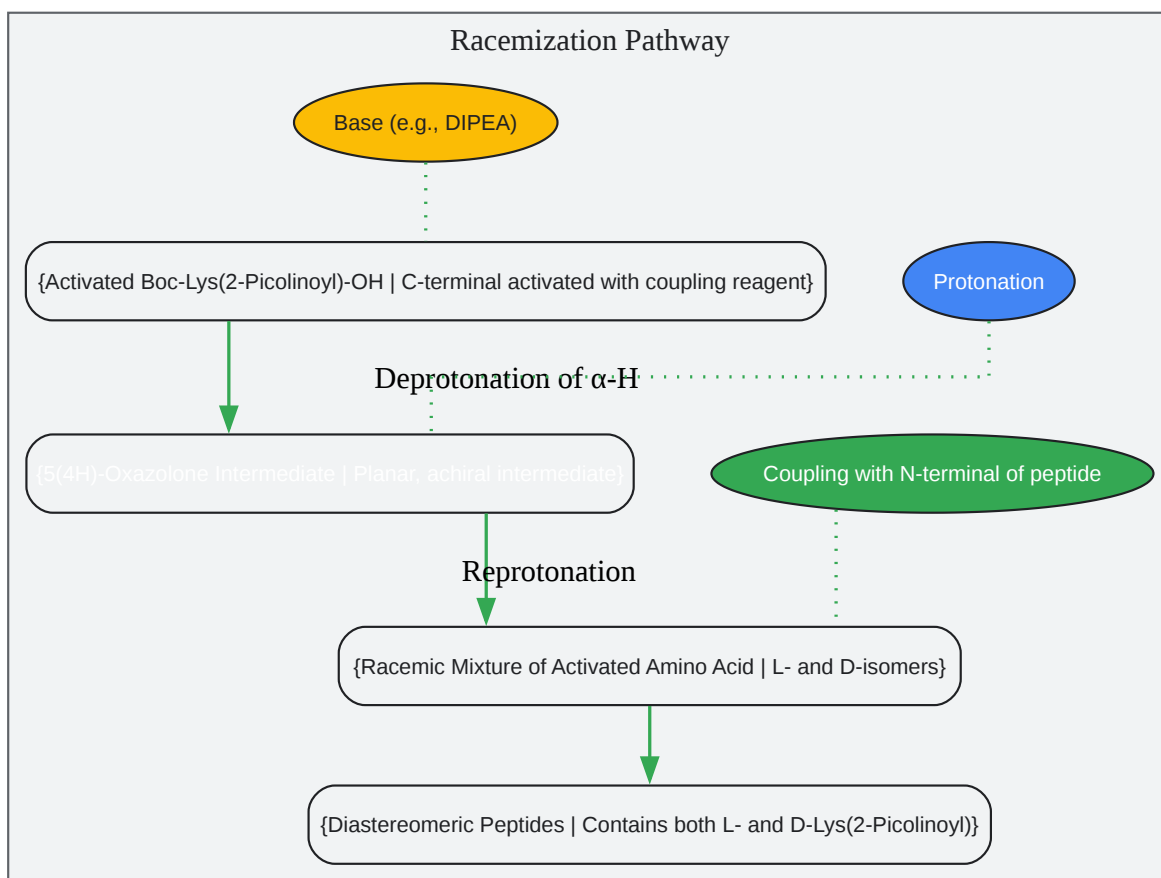 Racemization Pathway
Base (e.g., DIPEA)
{Activated Boc-Lys(2-Picolinoyl)-OH | C-terminal activated with coupling reagent}
Protonation
Deprotonation of α-H
{5(4H)-Oxazolone Intermediate | Planar, achiral intermediate}
Coupling with N-terminal of peptide
Reprotonation
{Racemic Mixture of Activated Amino Acid | L- and D-isomers}
{Diastereomeric Peptides | Contains both L- and D-Lys(2-Picolinoyl)}